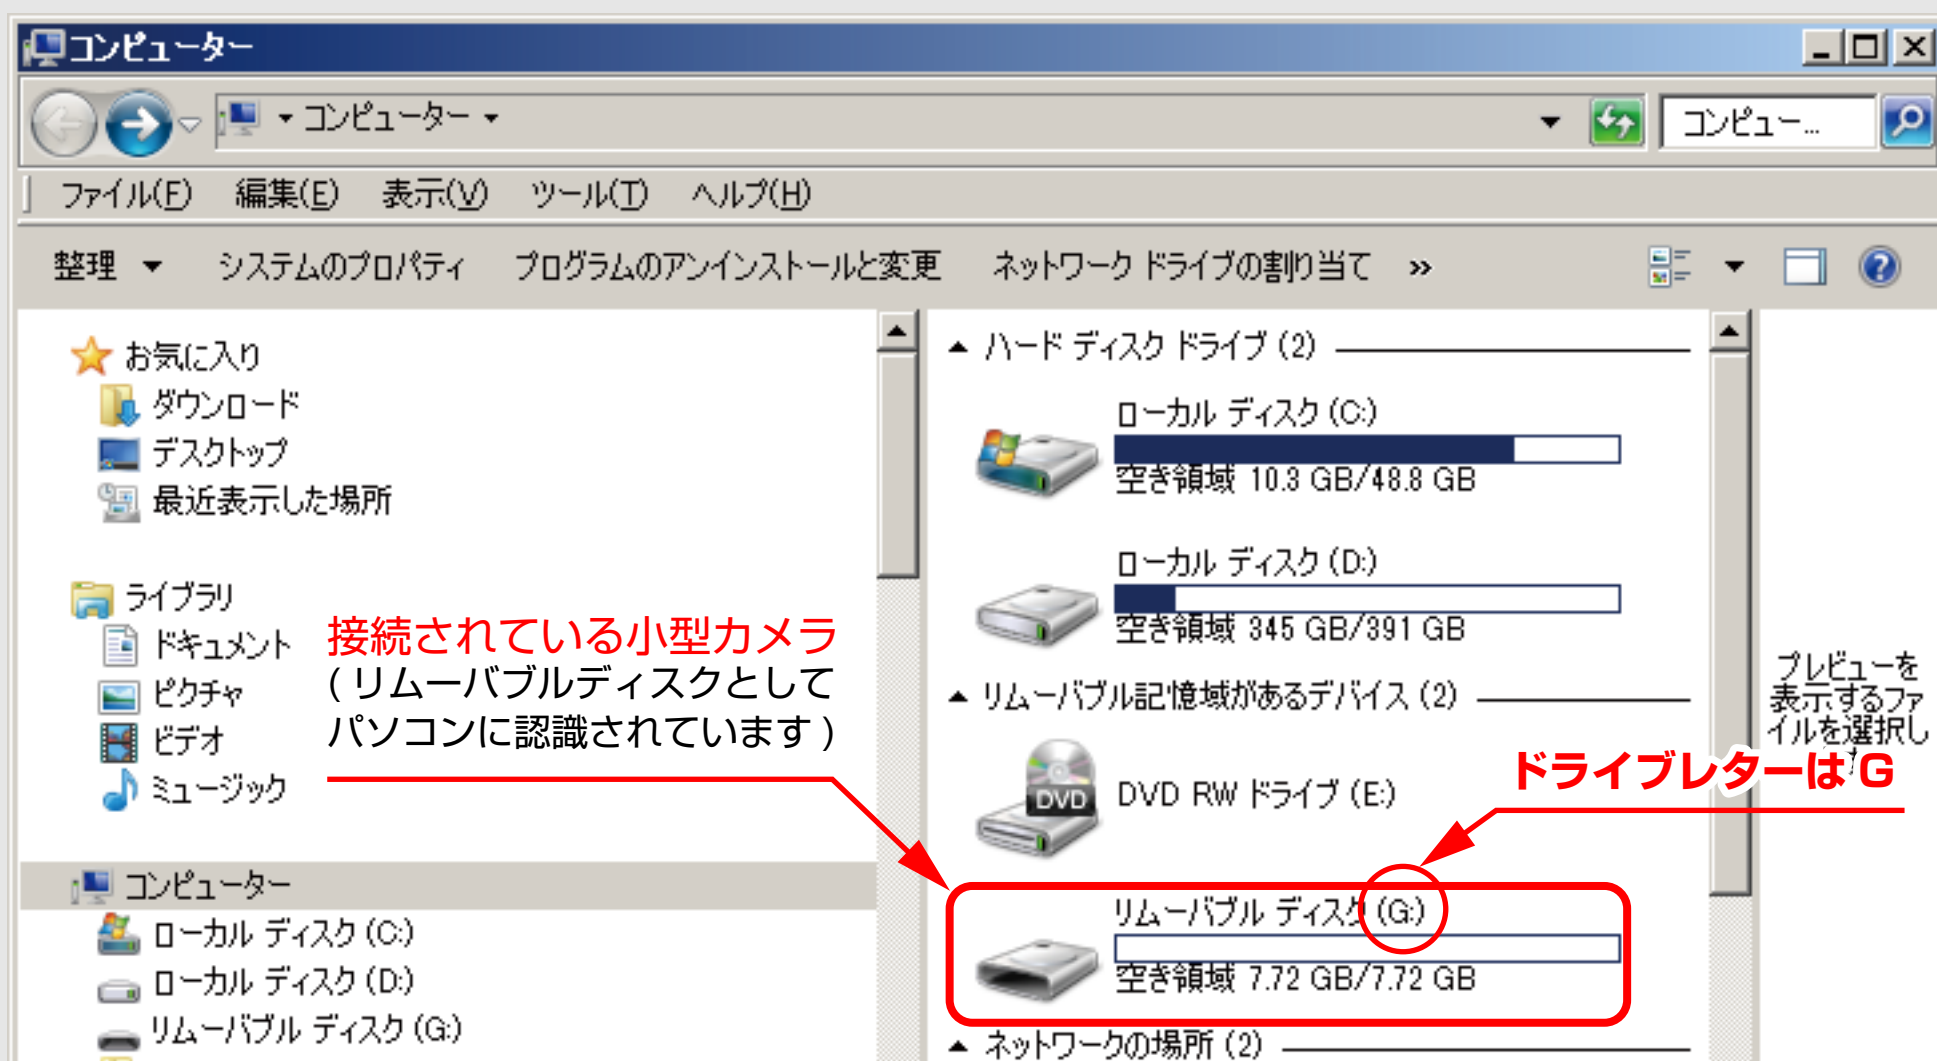 コンピューター
コンピューター
コンピュー...
ファイル(F) 編集(E) 表示(V) ツール(T) ヘルプ(H)
整理 システムのプロパティ プログラムのアンインストールと変更 ネットワーク ドライブの割り当て »
お気に入り
ダウンロード
デスクトップ
最近表示した場所
ライブラリ
ドキュメント
ピクチャ
ビデオ
ミュージック
接続されている小型カメラ
(リムーバブルディスクとして
パソコンに認識されています)
コンピューター
ローカル ディスク (C:)
ローカル ディスク (D:)
リムーバブル ディスク (G:)
ハード ディスク ドライブ (2)
ローカル ディスク (C:)
空き領域 10.3 GB/48.8 GB
ローカル ディスク (D:)
空き領域 345 GB/391 GB
リムーバブル記憶域があるデバイス (2)
DVD
DVD RW ドライブ (E:)
リムーバブル ディスク (G:)
空き領域 7.72 GB/7.72 GB
ネットワークの場所 (2)
プレビューを
表示するファ
イルを選択し
ドライブレターは G